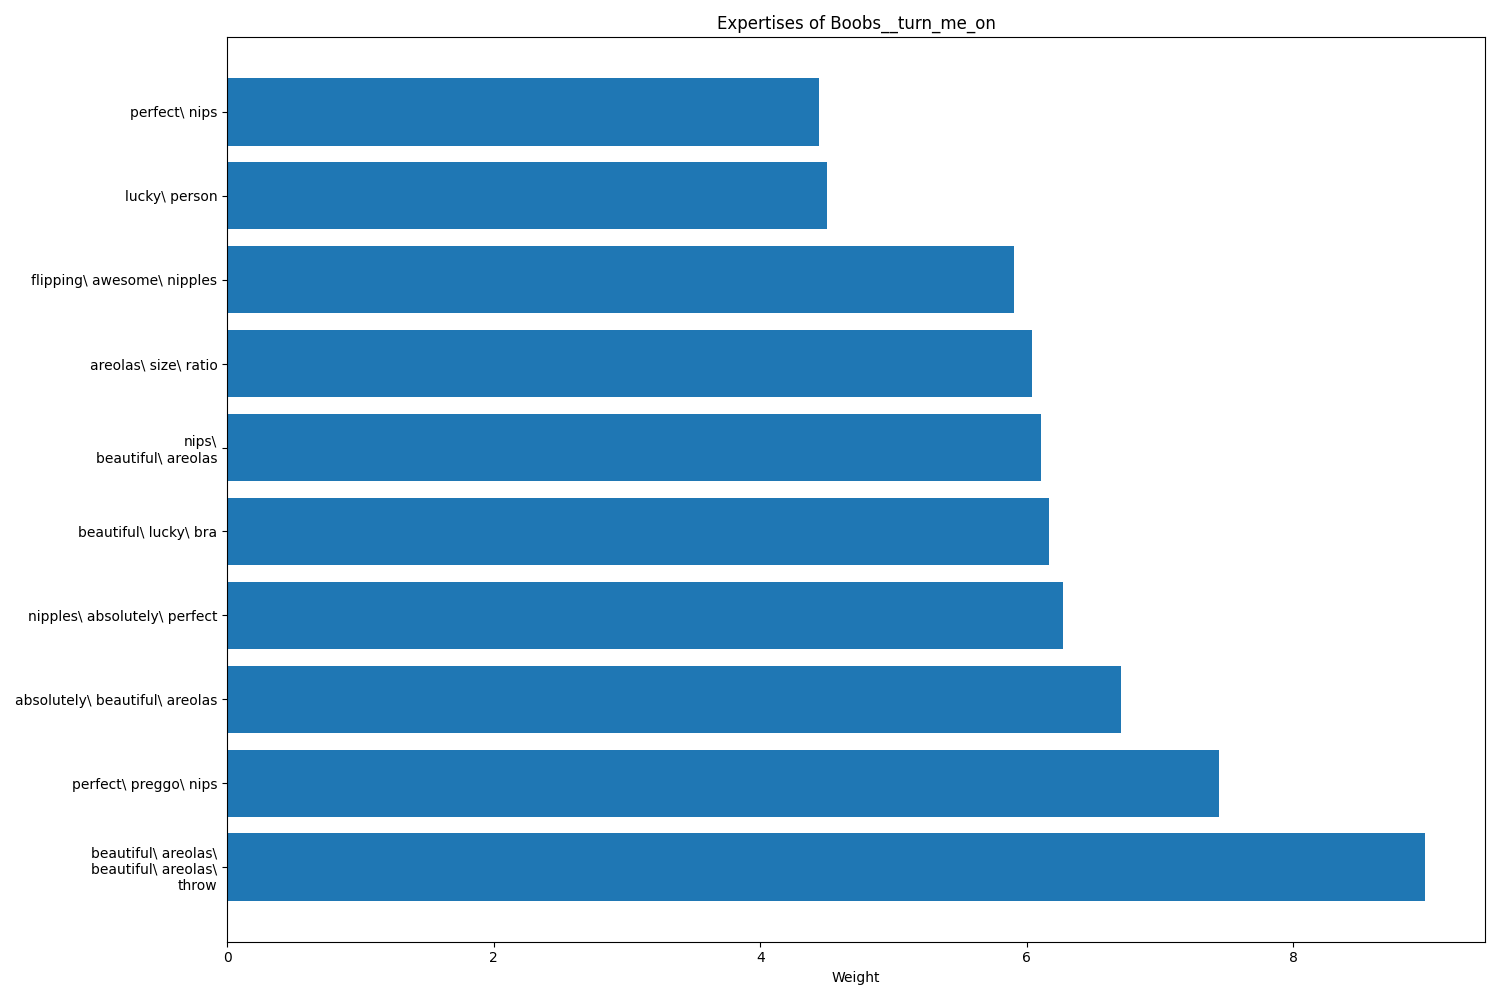 Expertises of Boobs__turn_me_on
perfect\ nips
lucky\ person
flipping\ awesome\ nipples
areolas\ size\ ratio
nips\
beautiful\ areolas
beautiful\ lucky\ bra
nipples\ absolutely\ perfect
absolutely\ beautiful\ areolas
perfect\ preggo\ nips
beautiful\ areolas\
beautiful\ areolas\
throw
0 2 4 6 8
Weight